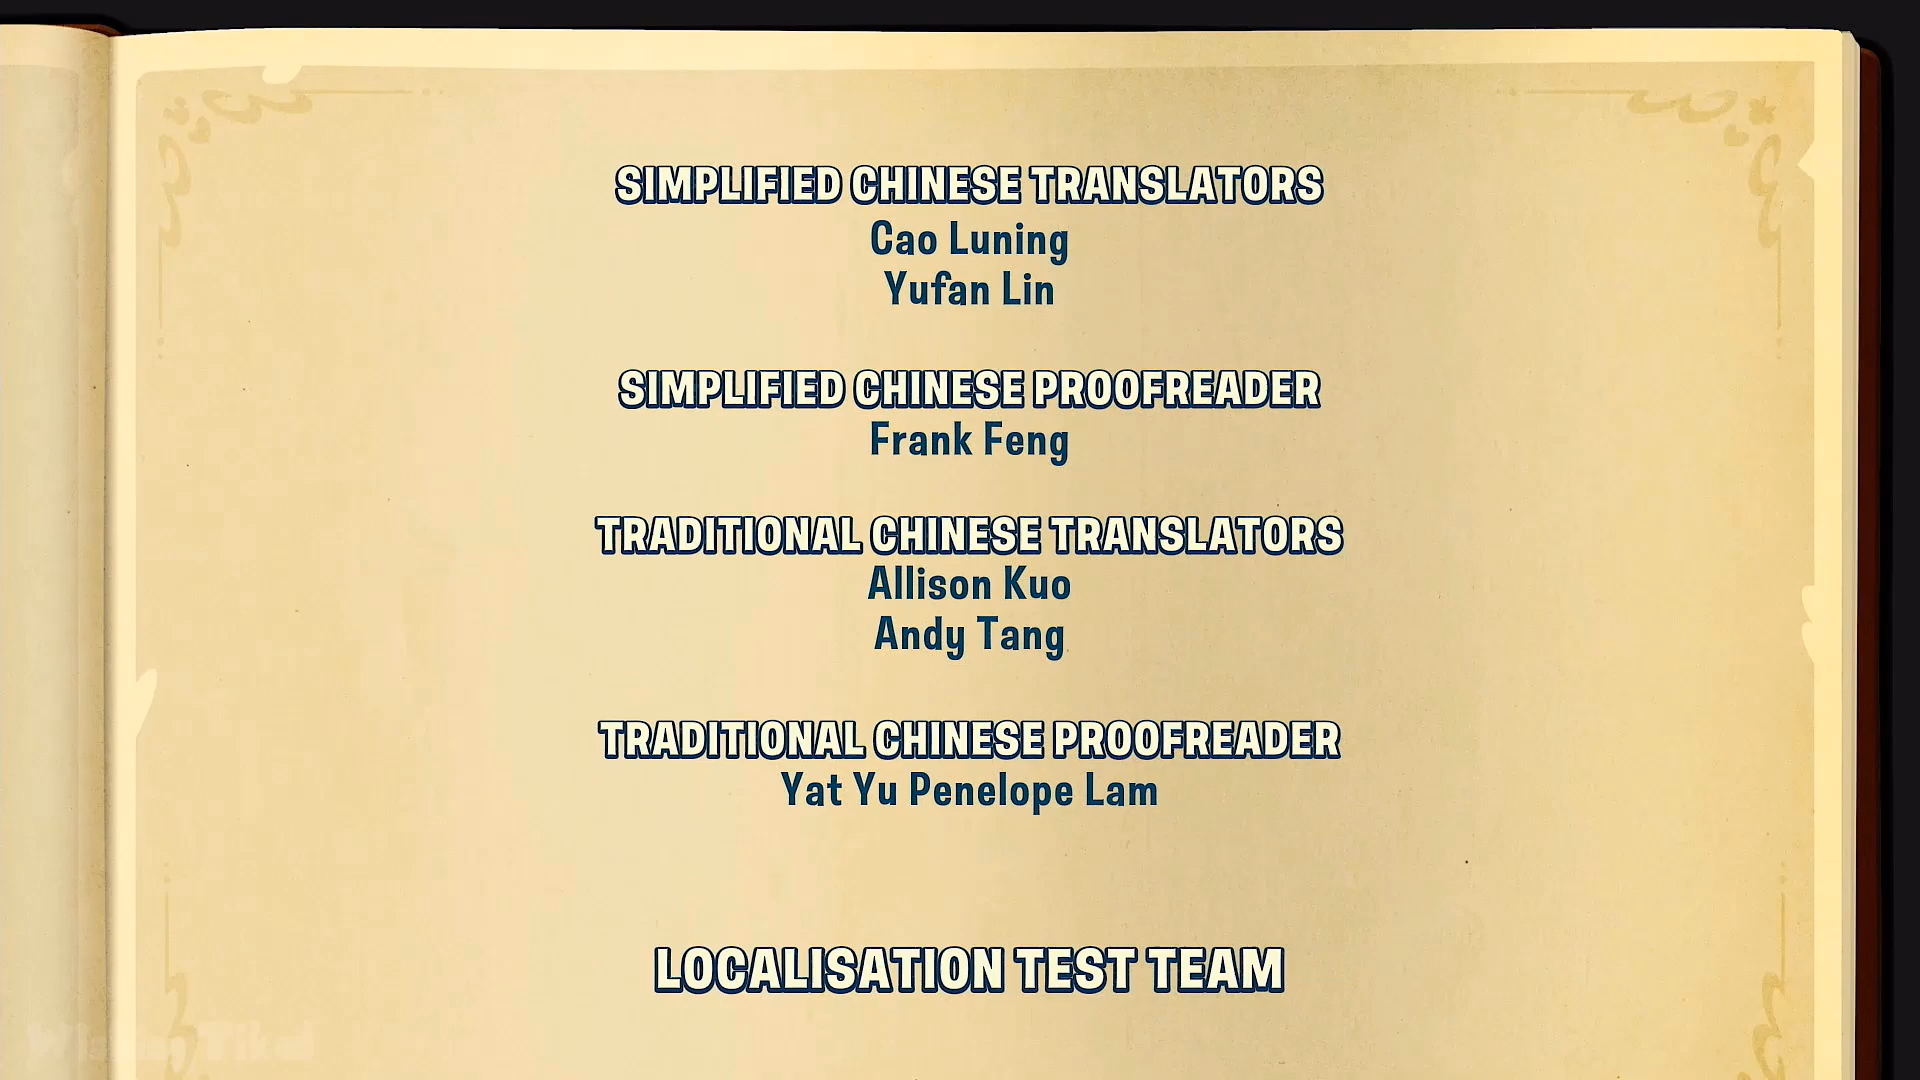 SIMPLIFIED CHINESE TRANSLATORS
Cao Luning
Yufan Lin
SIMPLIFIED CHINESE PROOFREADER
Frank Feng
TRADITIONAL CHINESE TRANSLATORS
Allison Kuo
Andy Tang
TRADITIONAL CHINESE PROOFREADER
Yat Yu Penelope Lam
LOCALISATION TEST TEAM